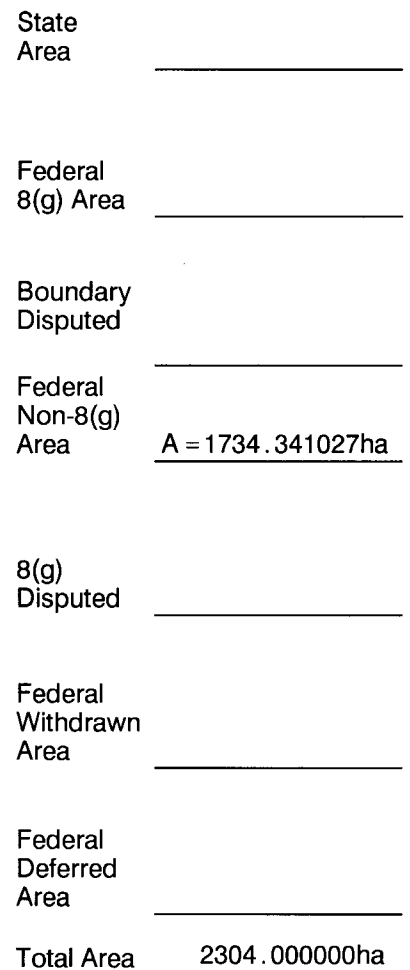 State
Area
Federal
8(g) Area
Boundary
Disputed
Federal
Non-8(g)
Area A = 1734.341027ha
8(g)
Disputed
Federal
Withdrawn
Area
Federal
Deferred
Area
Total Area 2304.000000ha